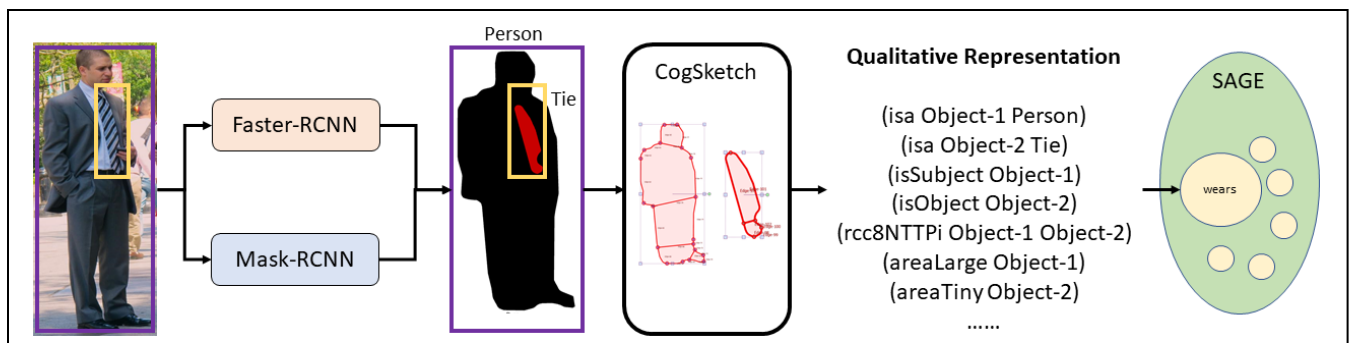 Person
Tie
Faster-RCNN
Mask-RCNN
CogSketch
Qualitative Representation
(isa Object-1 Person)
(isa Object-2 Tie)
(isSubject Object-1)
(isObject Object-2)
(rcc8NTTPi Object-1 Object-2)
(areaLarge Object-1)
(areaTiny Object-2)
......
SAGE
wears